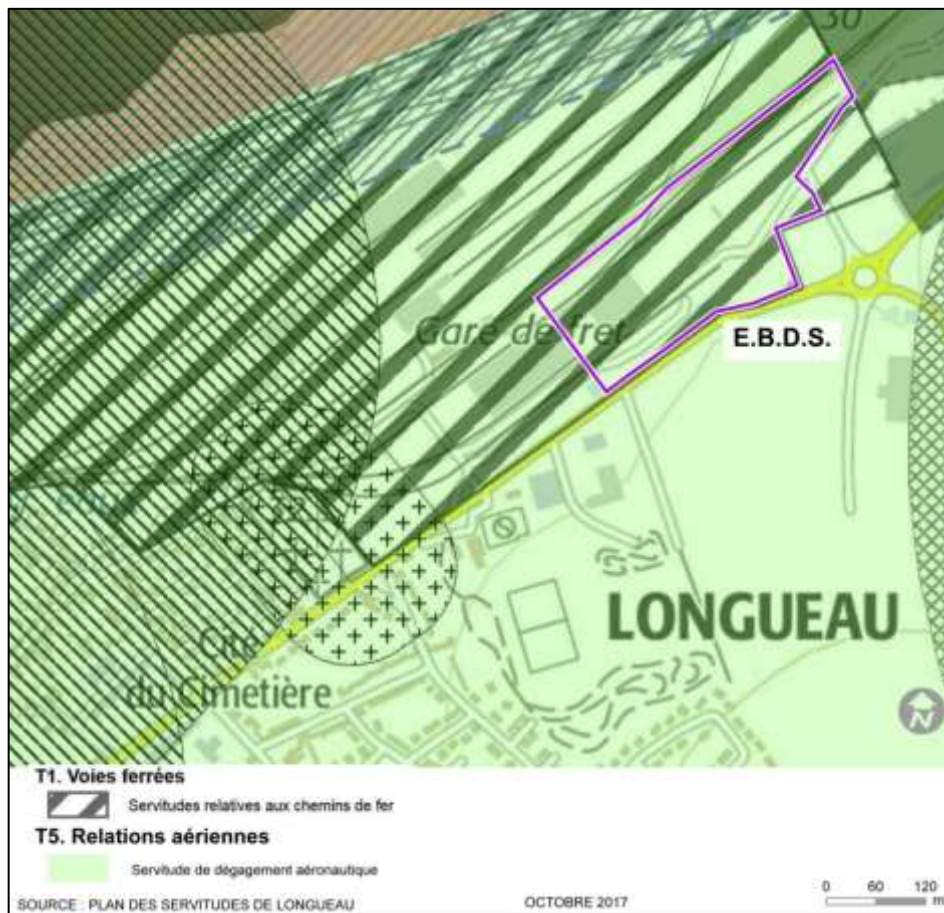 30
Gare de fret
E.B.D.S.
LONGUEAU
Cité
du Cimetière
N
T1. Voies ferrées
Servitudes relatives aux chemins de fer
T5. Relations aériennes
Servitude de dégagement aéronautique
0 60 120
m
SOURCE : PLAN DES SERVITUDES DE LONGUEAU OCTOBRE 2017